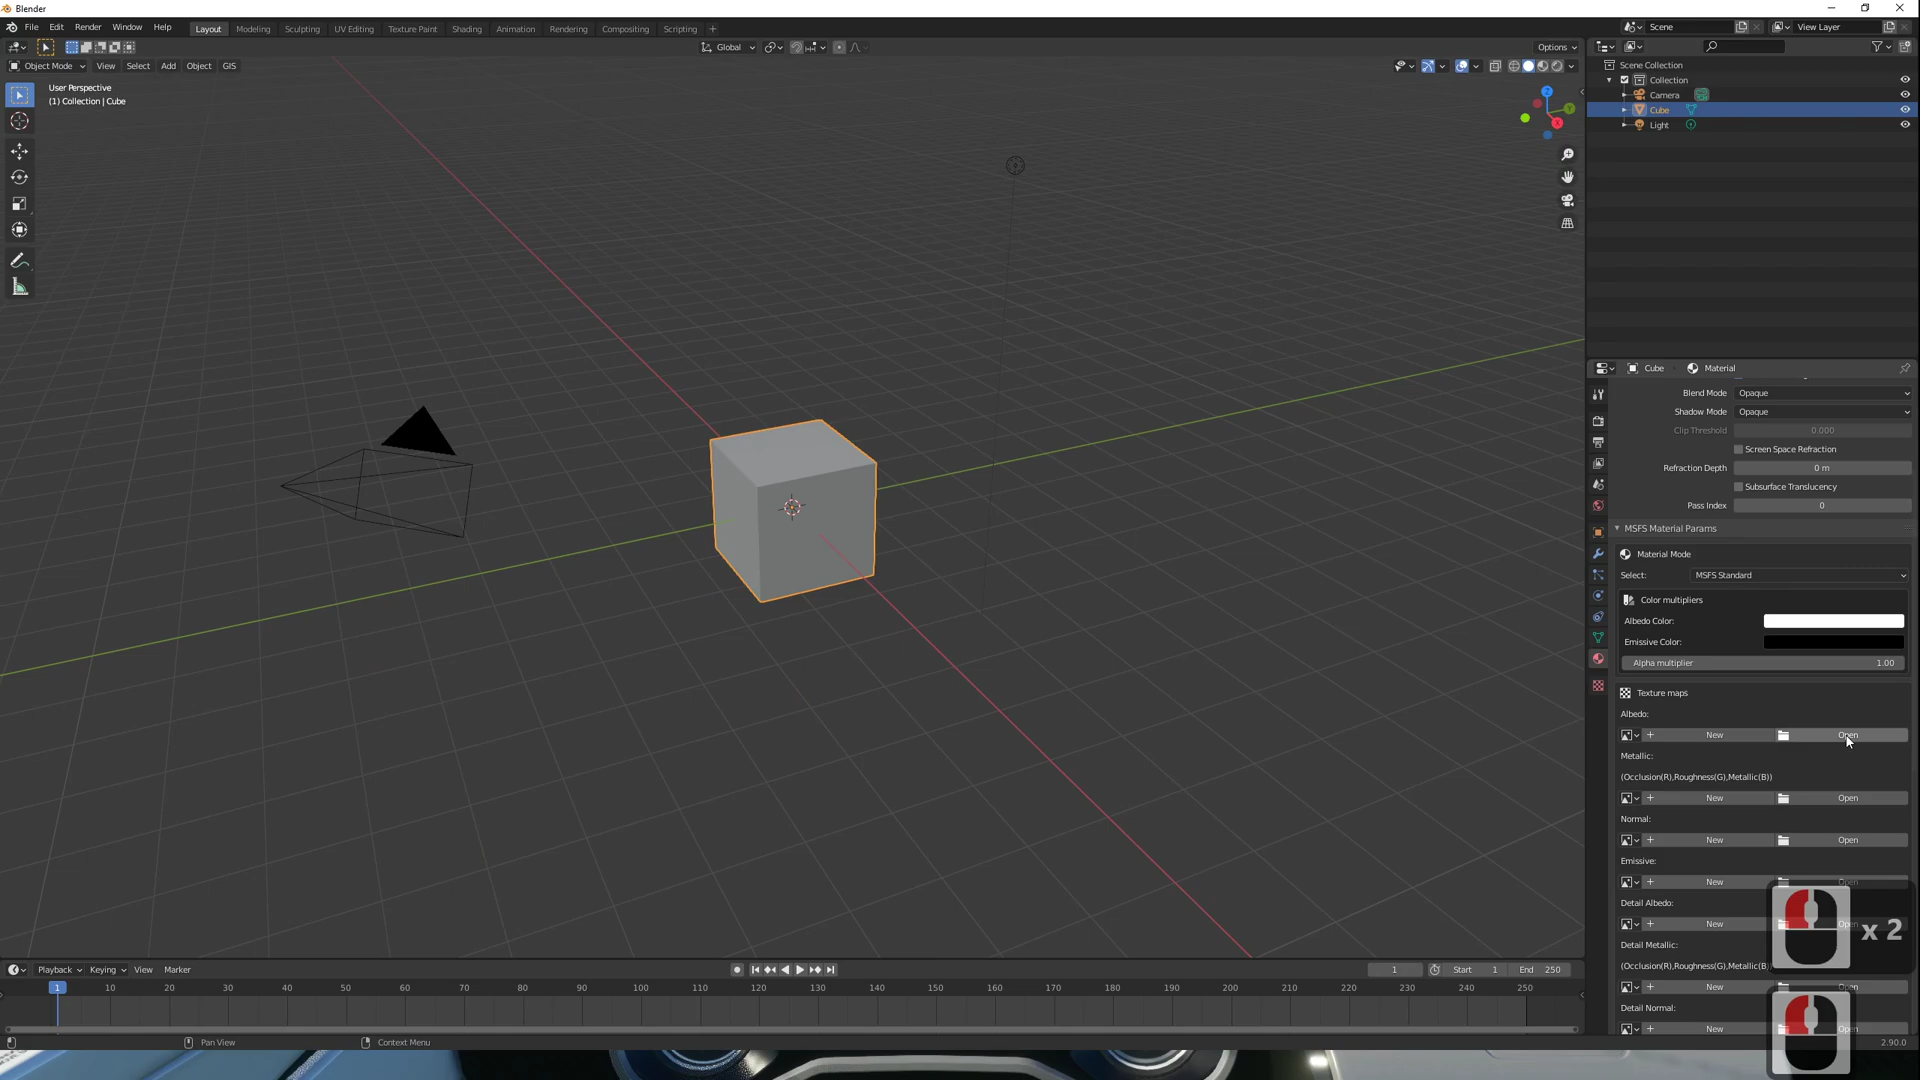 Blender
File Edit Render Window Help
Layout Modeling Sculpting UV Editing Texture Paint Shading Animation Rendering Compositing Scripting +
Scene
View Layer
Global
Options
Object Mode View Select Add Object GIS
User Perspective
(1) Collection | Cube
Z
Y
X
Scene Collection
Collection
Camera
Cube
Light
Cube Material
Blend Mode Opaque
Shadow Mode Opaque
Clip Threshold 0.000
Screen Space Refraction
Refraction Depth 0 m
Subsurface Translucency
Pass Index 0
MSFS Material Params
Material Mode
Select: MSFS Standard
Color multipliers
Albedo Color:
Emissive Color:
Alpha multiplier 1.00
Texture maps
Albedo:
+ New Open
Metallic:
(Occlusion(R),Roughness(G),Metallic(B))
+ New Open
Normal:
+ New Open
Emissive:
+ New Open
Detail Albedo:
+ New Open
Detail Metallic:
(Occlusion(R),Roughness(G),Metallic(B))
+ New Open
Detail Normal:
+ New Open
x 2
Playback Keying View Marker
1 Start 1 End 250
1 10 20 30 40 50 60 70 80 90 100 110 120 130 140 150 160 170 180 190 200 210 220 230 240 250
Pan View
Context Menu
2.90.0